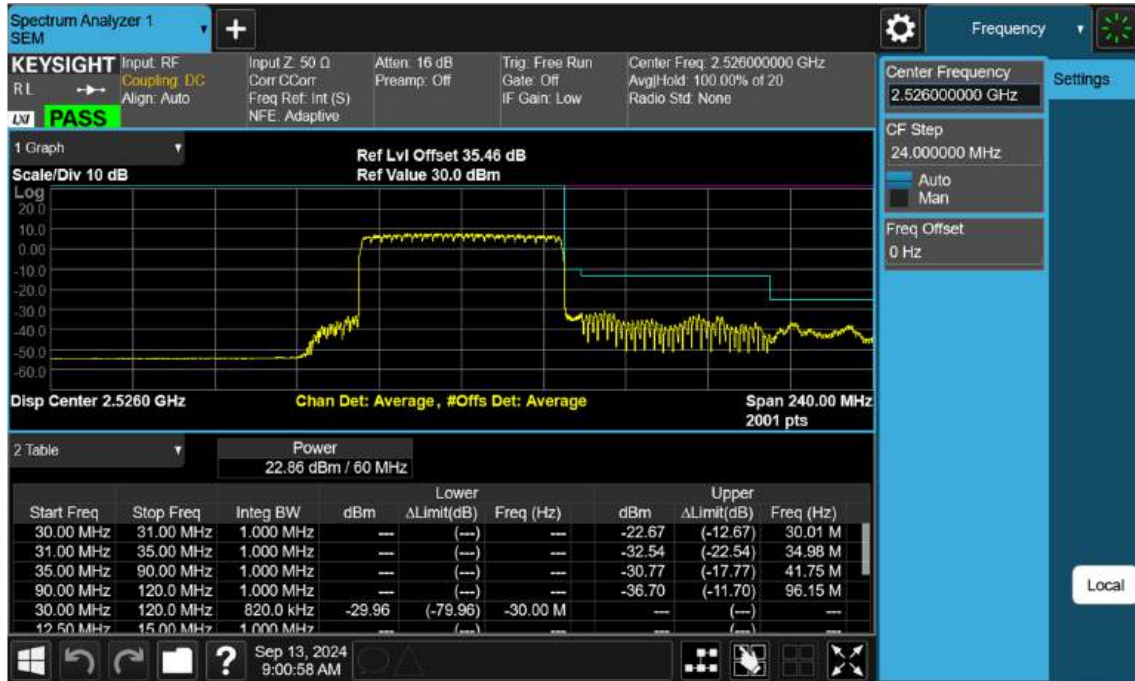 Spectrum Analyzer 1
SEM
Frequency
KEYSIGHT
R L
LXI
PASS
Input: RF
Coupling: DC
Align: Auto
Input Z: 50 Ω
Corr CCorr
Freq Ref: Int (S)
NFE: Adaptive
Atten: 16 dB
Preamp: Off
Trig: Free Run
Gate: Off
IF Gain: Low
Center Freq: 2.526000000 GHz
Avg|Hold: 100.00% of 20
Radio Std: None
Center Frequency
2.526000000 GHz
Settings
CF Step
24.000000 MHz
Auto
Man
Freq Offset
0 Hz
1 Graph
Scale/Div 10 dB
Ref Lvl Offset 35.46 dB
Ref Value 30.0 dBm
Log
20.0
10.0
0.00
-10.0
-20.0
-30.0
-40.0
-50.0
-60.0
Disp Center 2.5260 GHz
Chan Det: Average, #Offs Det: Average
Span 240.00 MHz
2001 pts
2 Table
Power
22.86 dBm / 60 MHz
Lower Upper
Start Freq Stop Freq Integ BW dBm ΔLimit(dB) Freq (Hz) dBm ΔLimit(dB) Freq (Hz)
30.00 MHz 31.00 MHz 1.000 MHz --- (---) --- -22.67 (-12.67) 30.01 M
31.00 MHz 35.00 MHz 1.000 MHz --- (---) --- -32.54 (-22.54) 34.98 M
35.00 MHz 90.00 MHz 1.000 MHz --- (---) --- -30.77 (-17.77) 41.75 M
90.00 MHz 120.0 MHz 1.000 MHz --- (---) --- -36.70 (-11.70) 96.15 M
30.00 MHz 120.0 MHz 820.0 kHz -29.96 (-79.96) -30.00 M --- (---) ---
12.50 MHz 15.00 MHz 1.000 MHz --- (---) --- --- (---) ---
Local
?
Sep 13, 2024
9:00:58 AM